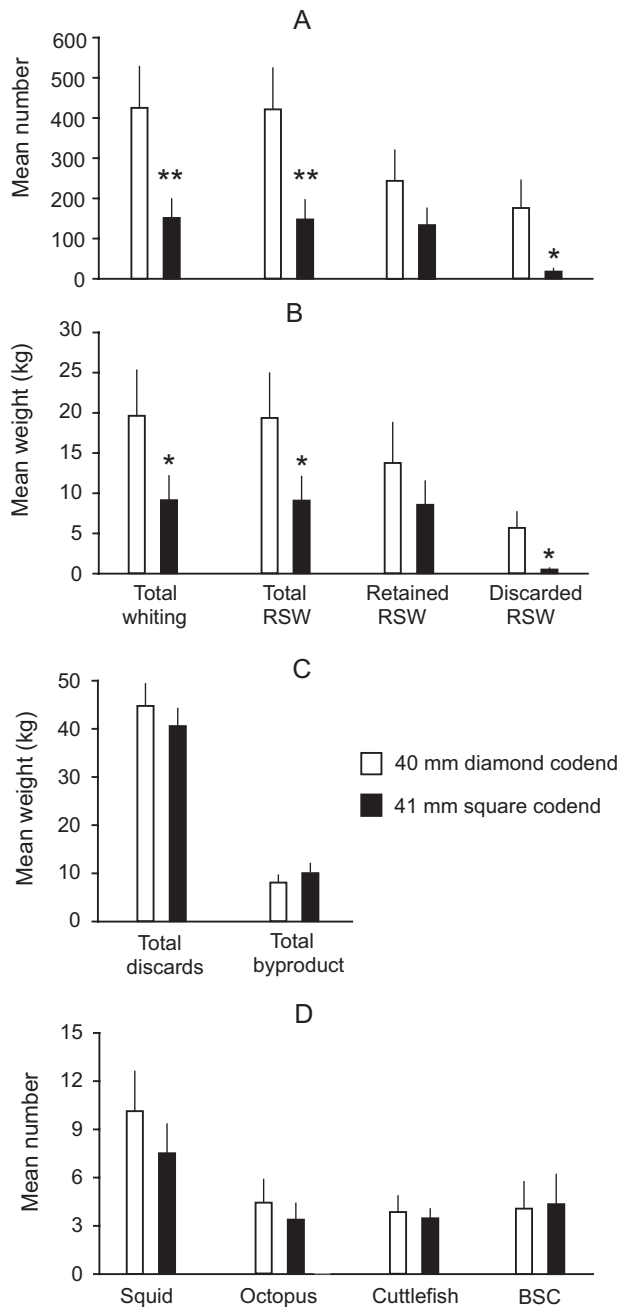 A
Mean number
600
500
400
300
200
100
0
**
**
*
B
Mean weight (kg)
30
25
20
15
10
5
0
*
*
*
Total whiting
Total RSW
Retained RSW
Discarded RSW
C
Mean weight (kg)
50
40
30
20
10
0
Total discards
Total byproduct
40 mm diamond codend
41 mm square codend
D
Mean number
15
12
9
6
3
0
Squid
Octopus
Cuttlefish
BSC